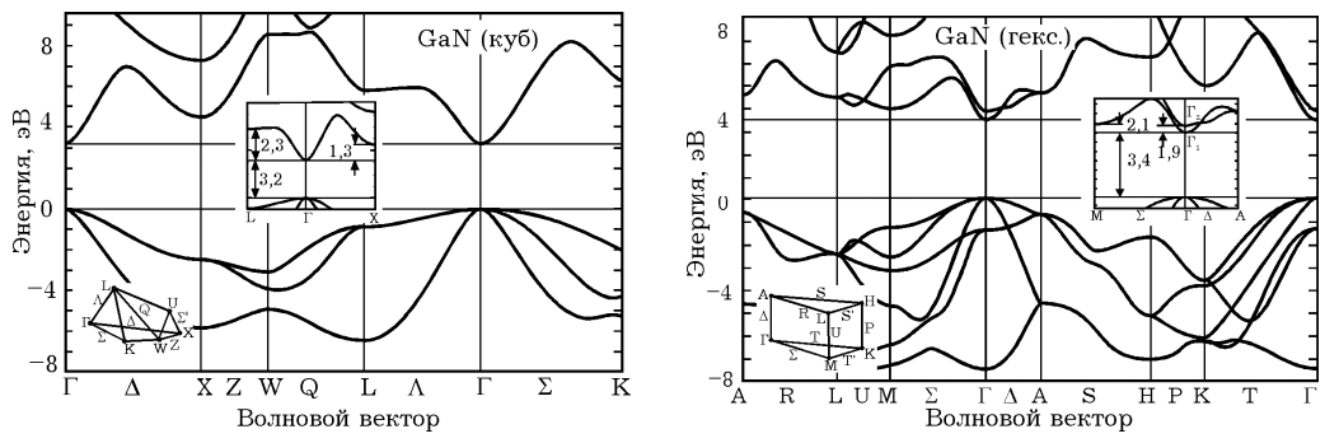 GaN (куб)
Энергия, эВ
8
4
0
−4
−8
2,3
1,3
3,2
L Γ X
L
Λ Q U
Γ Δ Σ' X
Σ K W Z
Γ Δ X Z W Q L Λ Γ Σ K
Волновой вектор
GaN (гекс.)
Энергия, эВ
8
4
0
−4
−8
2,1
Γ₂
3,4
1,9
Γ₁
M Σ Γ Δ A
A S H
R L S'
Δ T U P
Γ K
Σ M T'
A R L U M Σ Γ Δ A S H P K T Γ
Волновой вектор